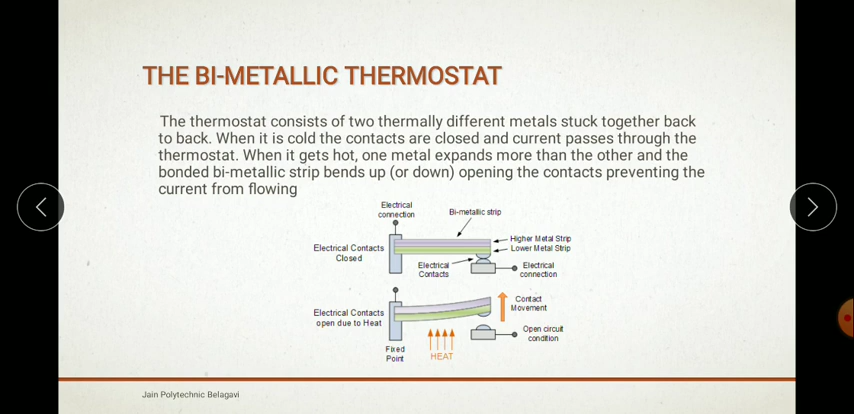 THE BI-METALLIC THERMOSTAT
The thermostat consists of two thermally different metals stuck together back
to back. When it is cold the contacts are closed and current passes through the
thermostat. When it gets hot, one metal expands more than the other and the
bonded bi-metallic strip bends up (or down) opening the contacts preventing the
current from flowing
Electrical
connection
Bi-metallic strip
Higher Metal Strip
Lower Metal Strip
Electrical Contacts
Closed
Electrical
Contacts
Electrical
connection
Contact
Movement
Electrical Contacts
open due to Heat
Open circuit
condition
Fixed
Point
HEAT
Jain Polytechnic Belagavi